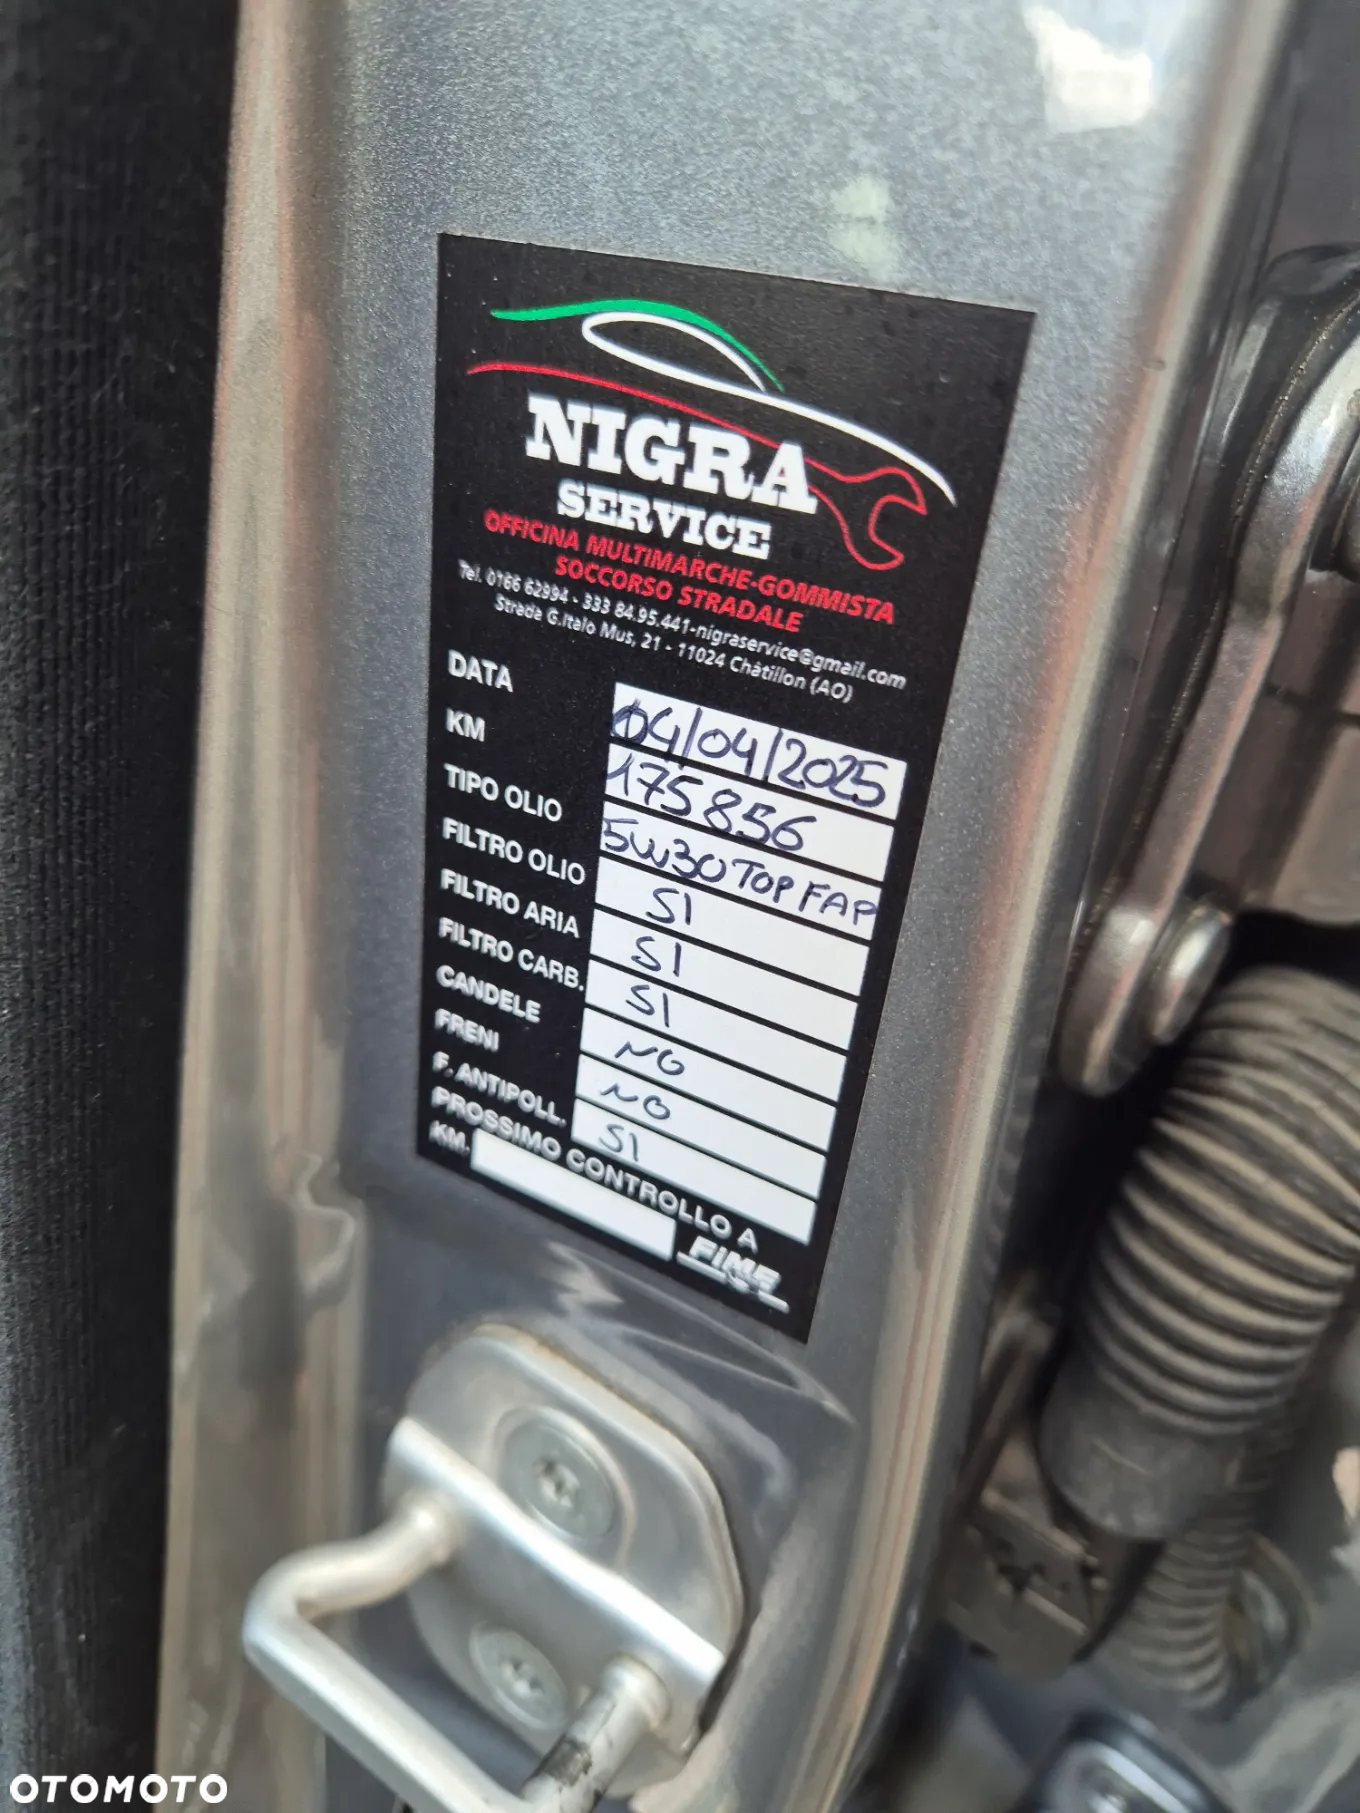 NIGRA
SERVICE
OFFICINA MULTIMARCHE-GOMMISTA
SOCCORSO STRADALE
Tel. 0166 62994 - 333 84.95.441-nigraservice@gmail.com
Strada G.Italo Mus, 21 - 11024 Châtillon (AO)
DATA 04/04/2025
KM 175856
TIPO OLIO 5W30 TOP FAP
FILTRO OLIO SI
FILTRO ARIA SI
FILTRO CARB. SI
CANDELE NO
FRENI NO
F. ANTIPOLL. SI
PROSSIMO CONTROLLO A
KM.
OTOMOTO